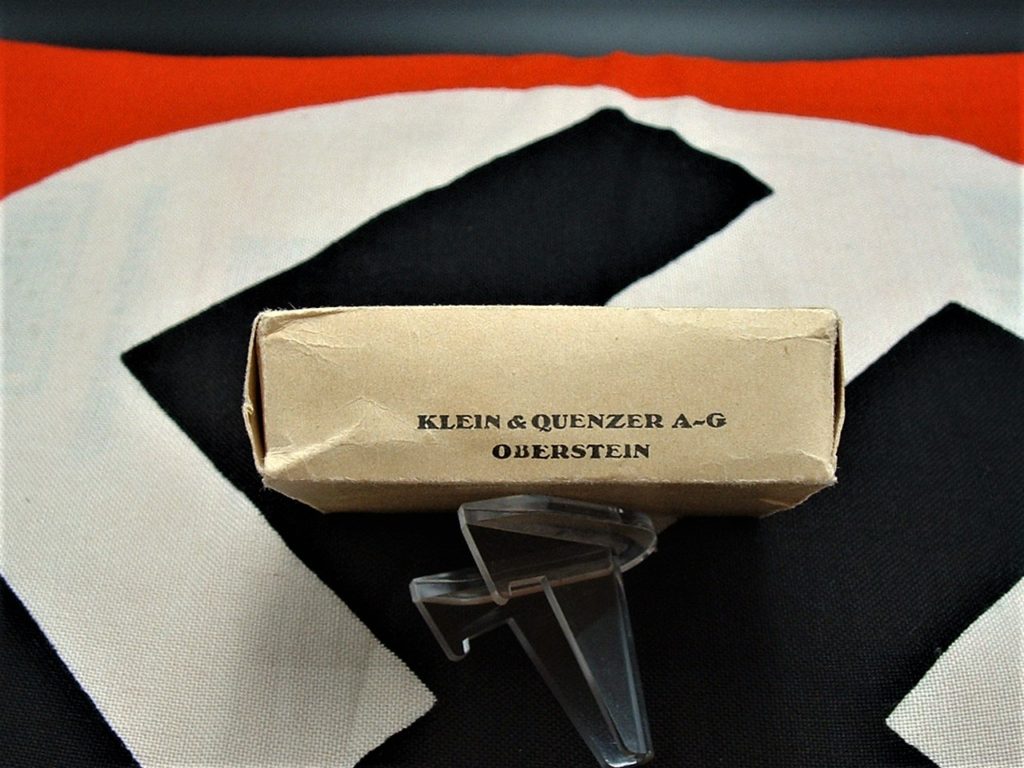 KLEIN & QUENZER A-G
OBERSTEIN